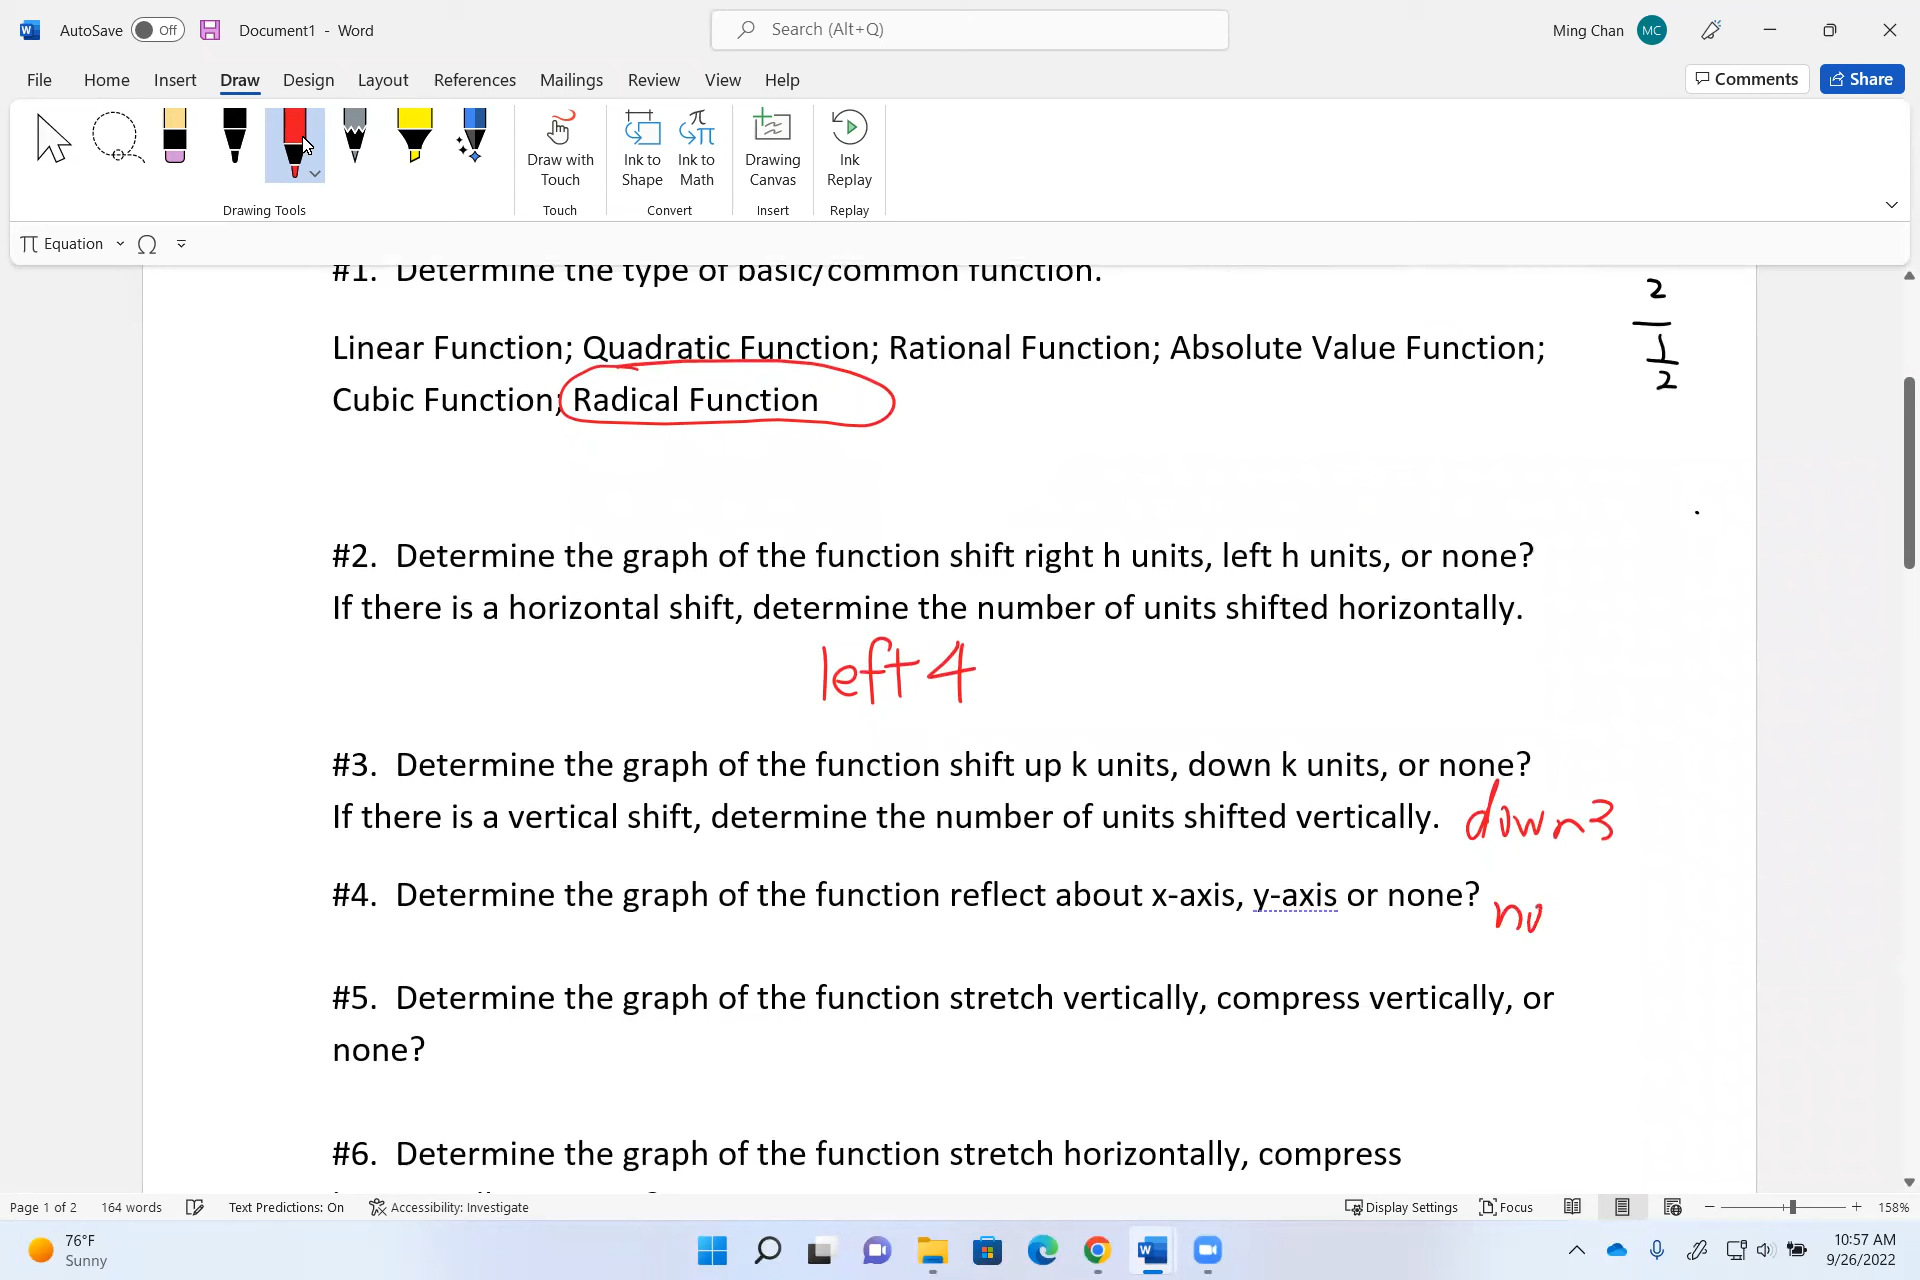 AutoSave Off Document1 - Word Search (Alt+Q) Ming Chan MC
File Home Insert Draw Design Layout References Mailings Review View Help Comments Share
Draw with Touch
Ink to Shape
Ink to Math
Drawing Canvas
Ink Replay
Drawing Tools Touch Convert Insert Replay
π Equation Ω
#1. Determine the type of basic/common function.
2
Linear Function; Quadratic Function; Rational Function; Absolute Value Function;
1
2
Cubic Function; Radical Function
#2. Determine the graph of the function shift right h units, left h units, or none?
If there is a horizontal shift, determine the number of units shifted horizontally.
left 4
#3. Determine the graph of the function shift up k units, down k units, or none?
If there is a vertical shift, determine the number of units shifted vertically. down 3
#4. Determine the graph of the function reflect about x-axis, y-axis or none? no
#5. Determine the graph of the function stretch vertically, compress vertically, or
none?
#6. Determine the graph of the function stretch horizontally, compress
Page 1 of 2 164 words Text Predictions: On Accessibility: Investigate Display Settings Focus 158%
76°F
Sunny
10:57 AM
9/26/2022